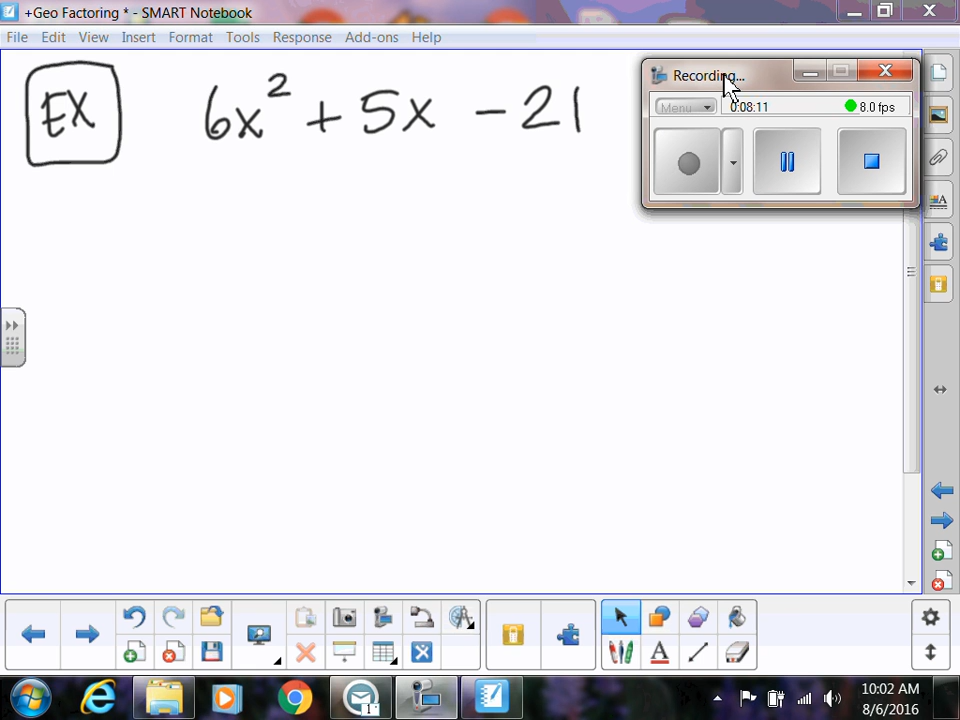 +Geo Factoring * - SMART Notebook
File Edit View Insert Format Tools Response Add-ons Help
EX 6x² + 5x - 21
Recording...
Menu 0:08:11 8.0 fps
A
A
1
10:02 AM
8/6/2016